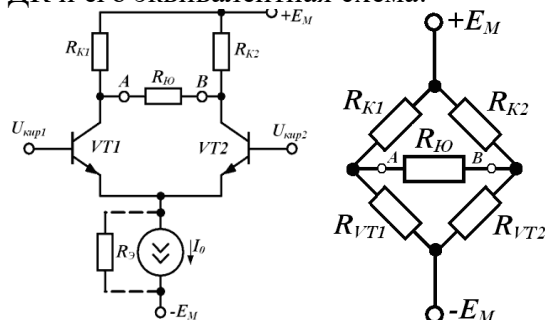 ДК и его эквивалентная схема.
+E_M
R_K1
R_K2
A
R_Ю
B
U_кир1
VT1
VT2
U_кир2
R_Э
I_0
-E_M
+E_M
R_K1
R_K2
R_Ю
A
B
R_VT1
R_VT2
-E_M